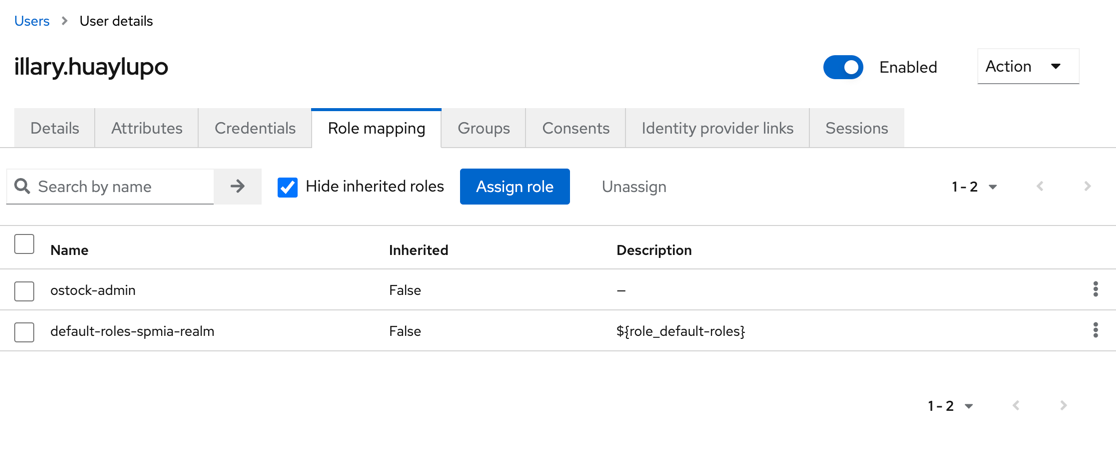 Users > User details
illary.huaylupo
Enabled
Action
Details Attributes Credentials Role mapping Groups Consents Identity provider links Sessions
Search by name Hide inherited roles Assign role Unassign 1 - 2
Name Inherited Description
ostock-admin False —
default-roles-spmia-realm False ${role_default-roles}
1 - 2